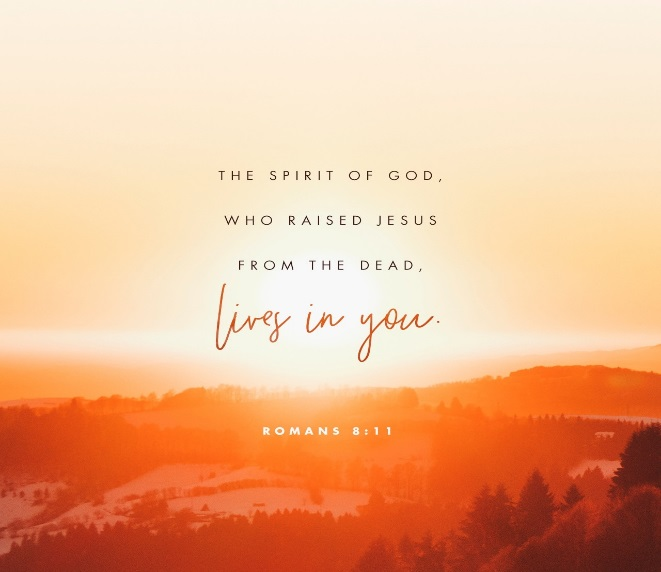 THE SPIRIT OF GOD,
WHO RAISED JESUS
FROM THE DEAD,
lives in you.
ROMANS 8:11